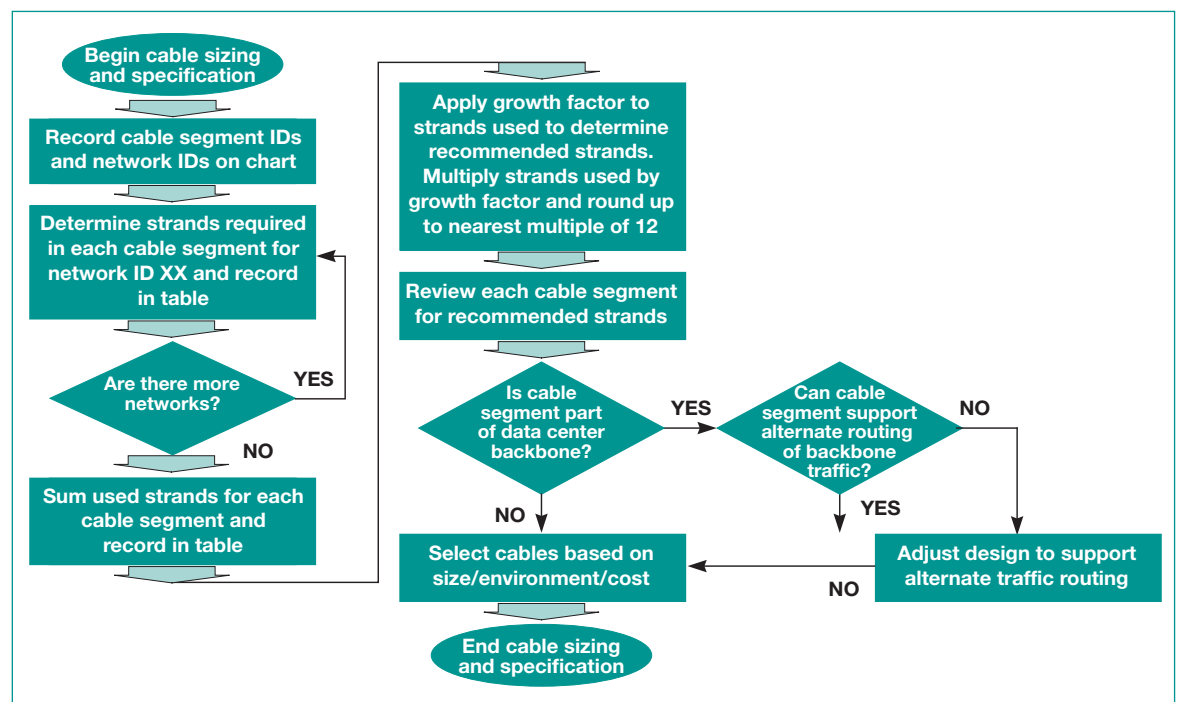 Begin cable sizing
and specification
Record cable segment IDs
and network IDs on chart
Determine strands required
in each cable segment for
network ID XX and record
in table
Are there more
networks?
YES
NO
Sum used strands for each
cable segment and
record in table
Apply growth factor to
strands used to determine
recommended strands.
Multiply strands used by
growth factor and round up
to nearest multiple of 12
Review each cable segment
for recommended strands
Is cable
segment part
of data center
backbone?
YES
NO
Can cable
segment support
alternate routing
of backbone
traffic?
NO
YES
Select cables based on
size/environment/cost
NO
Adjust design to support
alternate traffic routing
End cable sizing
and specification